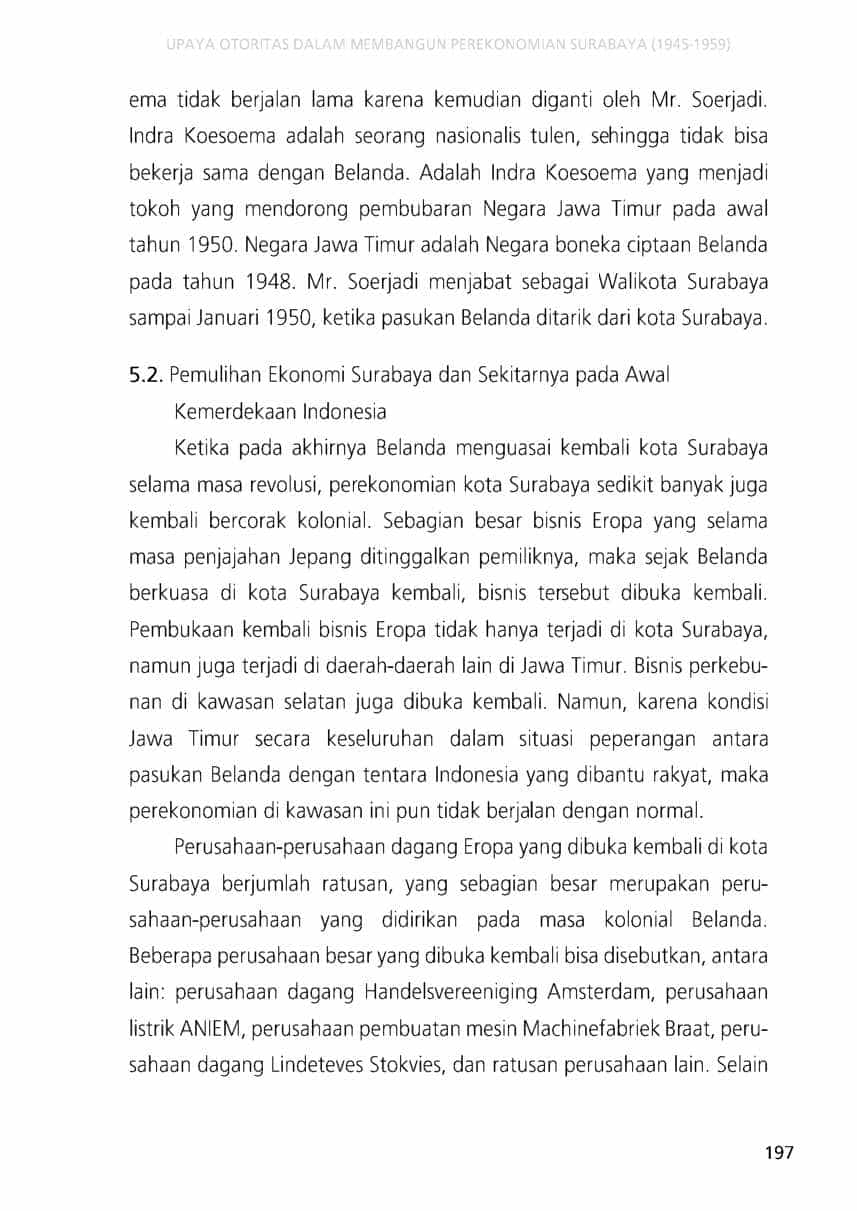 UPAYA OTORITAS DALAM MEMBANGUN PEREKONOMIAN SURABAYA (1945-1959)
ema tidak berjalan lama karena kemudian diganti oleh Mr. Soerjadi.
Indra Koesoema adalah seorang nasionalis tulen, sehingga tidak bisa
bekerja sama dengan Belanda. Adalah Indra Koesoema yang menjadi
tokoh yang mendorong pembubaran Negara Jawa Timur pada awal
tahun 1950. Negara Jawa Timur adalah Negara boneka ciptaan Belanda
pada tahun 1948. Mr. Soerjadi menjabat sebagai Walikota Surabaya
sampai Januari 1950, ketika pasukan Belanda ditarik dari kota Surabaya.
5.2. Pemulihan Ekonomi Surabaya dan Sekitarnya pada Awal
Kemerdekaan Indonesia
Ketika pada akhirnya Belanda menguasai kembali kota Surabaya
selama masa revolusi, perekonomian kota Surabaya sedikit banyak juga
kembali bercorak kolonial. Sebagian besar bisnis Eropa yang selama
masa penjajahan Jepang ditinggalkan pemiliknya, maka sejak Belanda
berkuasa di kota Surabaya kembali, bisnis tersebut dibuka kembali.
Pembukaan kembali bisnis Eropa tidak hanya terjadi di kota Surabaya,
namun juga terjadi di daerah-daerah lain di Jawa Timur. Bisnis perkebu-
nan di kawasan selatan juga dibuka kembali. Namun, karena kondisi
Jawa Timur secara keseluruhan dalam situasi peperangan antara
pasukan Belanda dengan tentara Indonesia yang dibantu rakyat, maka
perekonomian di kawasan ini pun tidak berjalan dengan normal.
Perusahaan-perusahaan dagang Eropa yang dibuka kembali di kota
Surabaya berjumlah ratusan, yang sebagian besar merupakan peru-
sahaan-perusahaan yang didirikan pada masa kolonial Belanda.
Beberapa perusahaan besar yang dibuka kembali bisa disebutkan, antara
lain: perusahaan dagang Handelsvereeniging Amsterdam, perusahaan
listrik ANIEM, perusahaan pembuatan mesin Machinefabriek Braat, peru-
sahaan dagang Lindeteves Stokvies, dan ratusan perusahaan lain. Selain
197